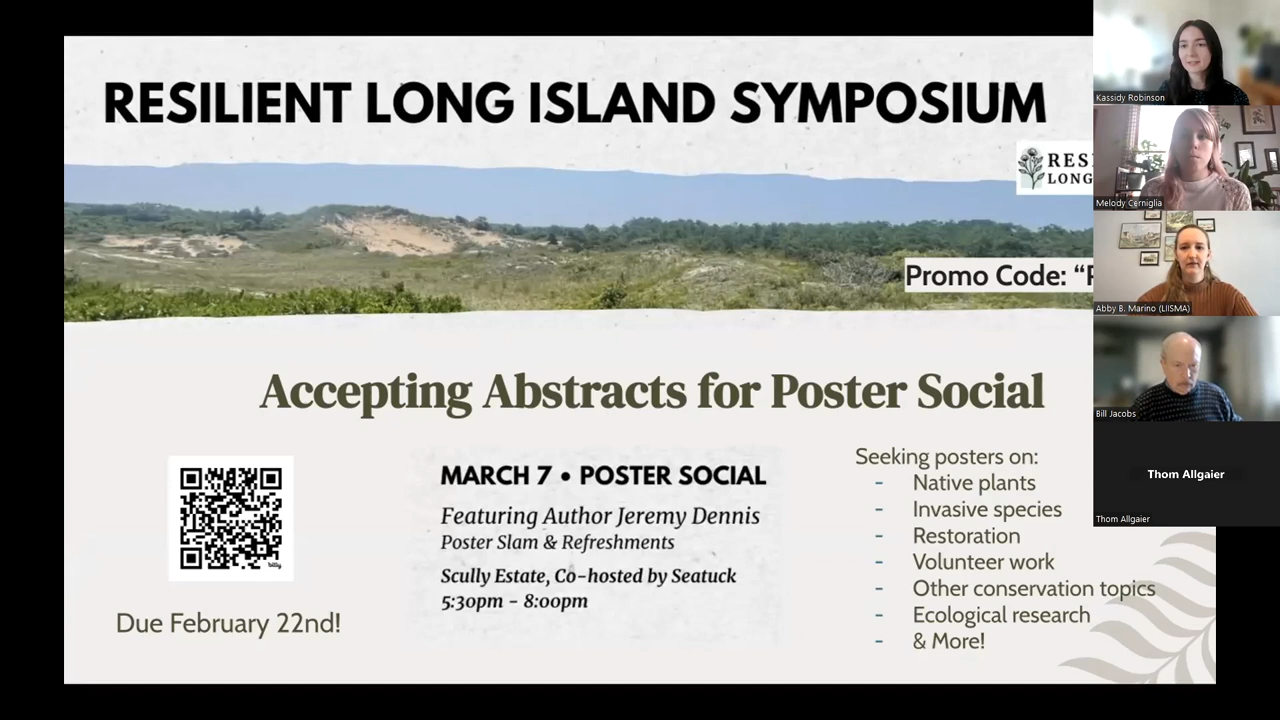 RESILIENT LONG ISLAND SYMPOSIUM
RESI
LONG
Promo Code: “
Accepting Abstracts for Poster Social
Due February 22nd!
MARCH 7 • POSTER SOCIAL
Featuring Author Jeremy Dennis
Poster Slam & Refreshments
Scully Estate, Co-hosted by Seatuck
5:30pm - 8:00pm
Seeking posters on:
- Native plants
- Invasive species
- Restoration
- Volunteer work
- Other conservation topics
- Ecological research
- & More!
bitly
Kassidy Robinson
Melody Cerniglia
Abby B. Marino (LIISMA)
Bill Jacobs
Thom Allgaier
Thom Allgaier